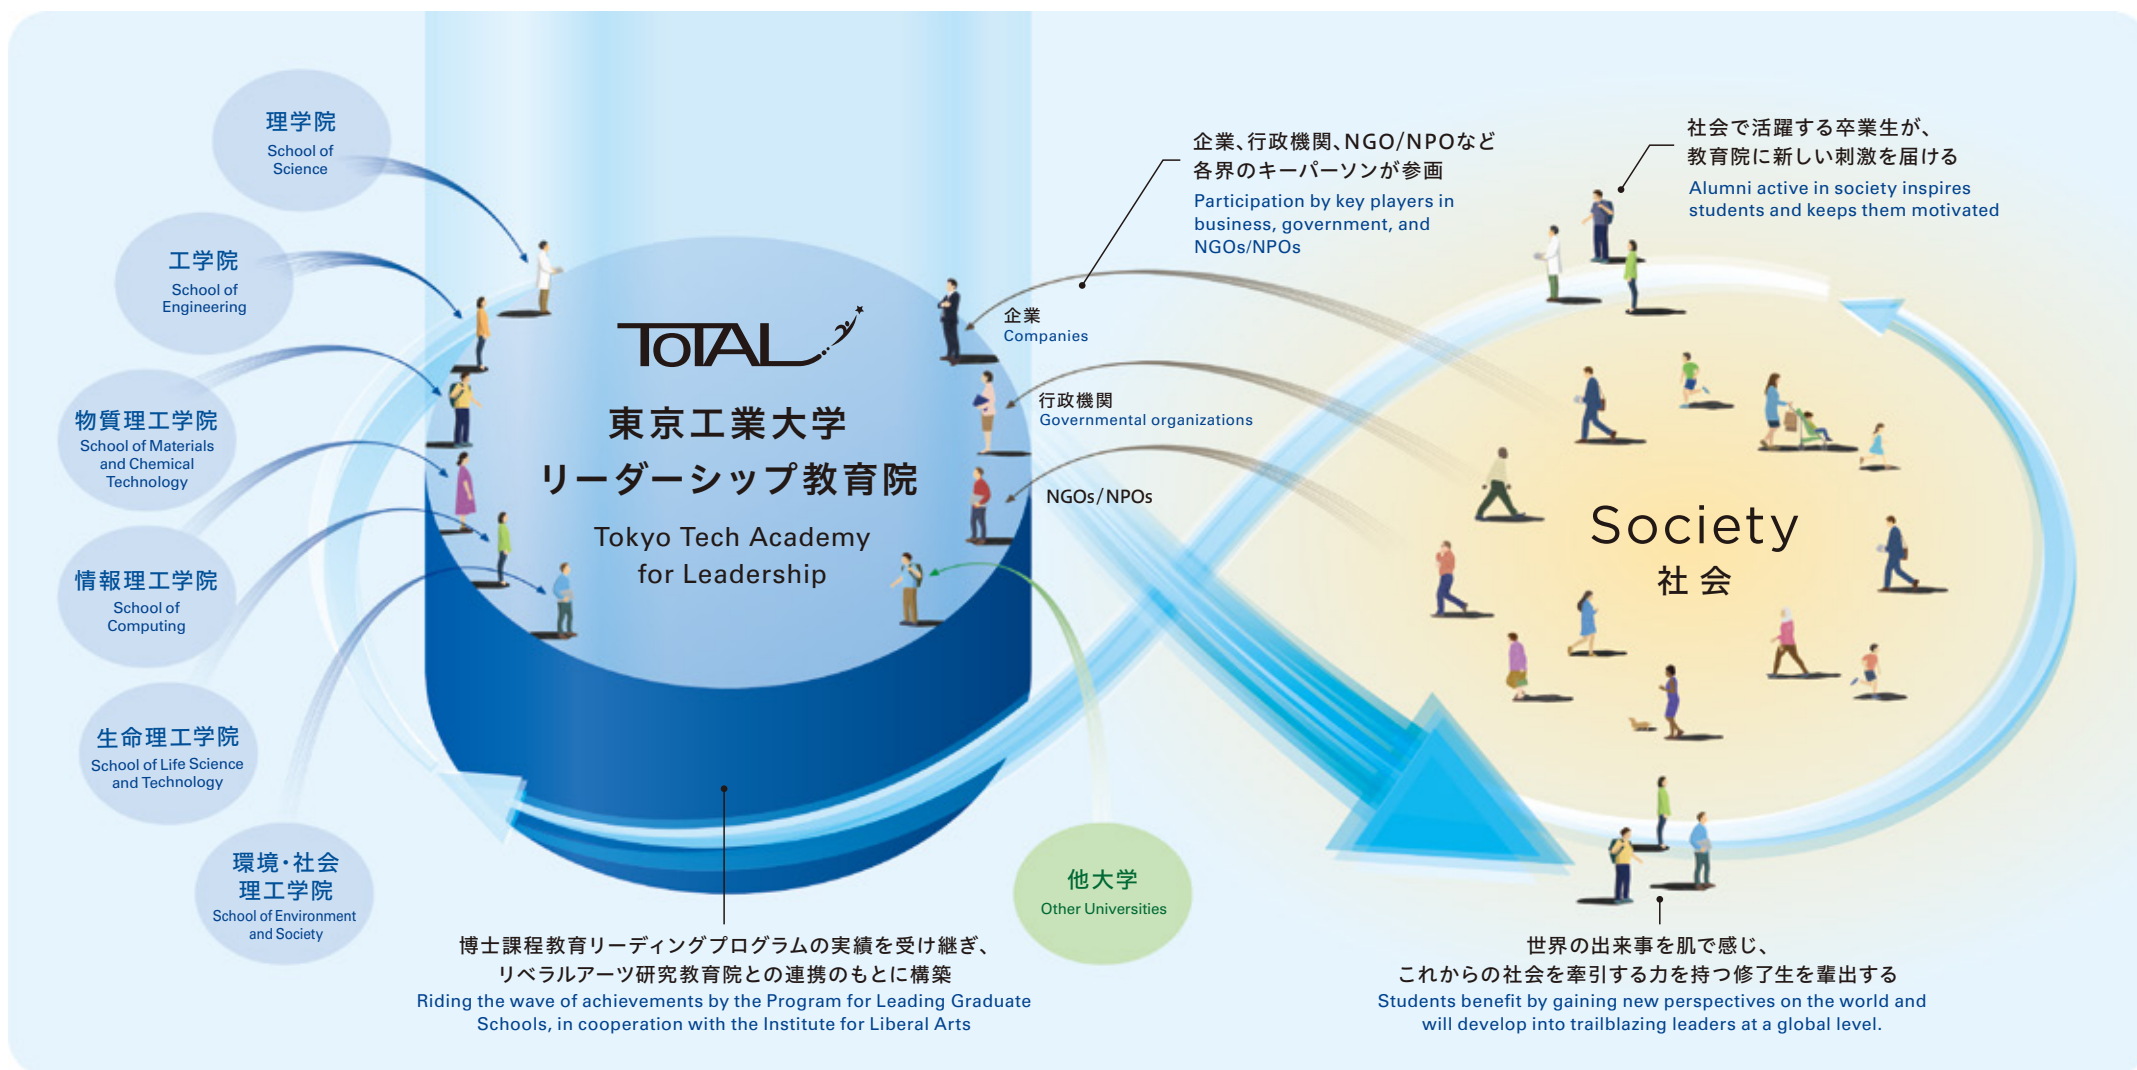 理学院
School of
Science
工学院
School of
Engineering
物質理工学院
School of Materials
and Chemical
Technology
情報理工学院
School of
Computing
生命理工学院
School of Life Science
and Technology
環境・社会
理工学院
School of Environment
and Society
ToTAL
東京工業大学
リーダーシップ教育院
Tokyo Tech Academy
for Leadership
企業、行政機関、NGO/NPOなど
各界のキーパーソンが参画
Participation by key players in
business, government, and
NGOs/NPOs
企業
Companies
行政機関
Governmental organizations
NGOs/NPOs
社会で活躍する卒業生が、
教育院に新しい刺激を届ける
Alumni active in society inspires
students and keeps them motivated
Society
社会
他大学
Other Universities
博士課程教育リーディングプログラムの実績を受け継ぎ、
リベラルアーツ研究教育院との連携のもとに構築
Riding the wave of achievements by the Program for Leading Graduate
Schools, in cooperation with the Institute for Liberal Arts
世界の出来事を肌で感じ、
これからの社会を牽引する力を持つ修了生を輩出する
Students benefit by gaining new perspectives on the world and
will develop into trailblazing leaders at a global level.